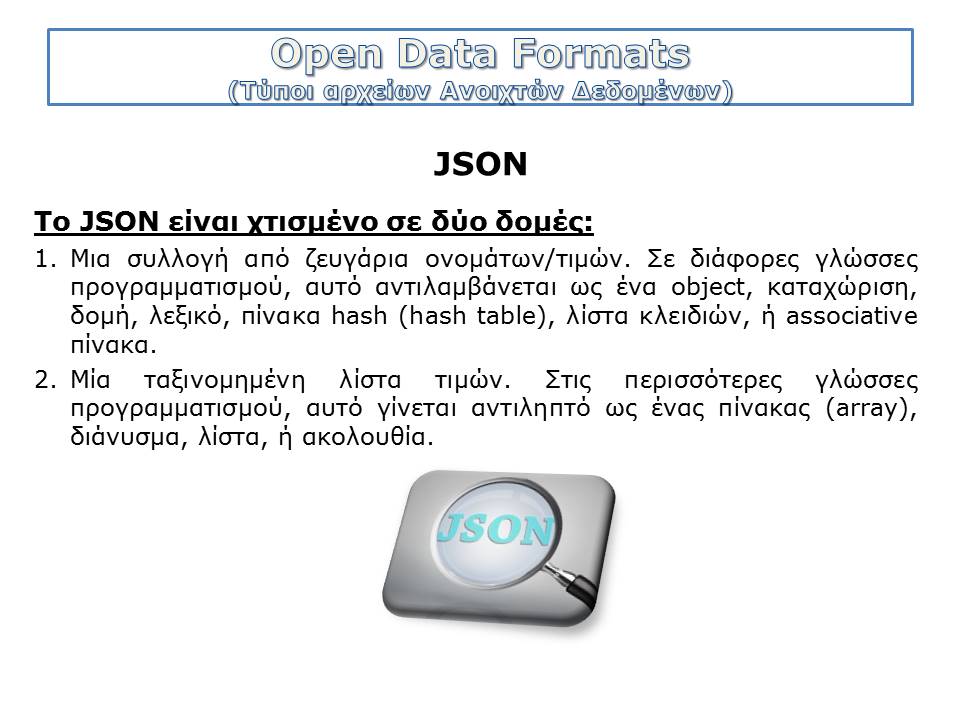 Open Data Formats
(Τύποι αρχείων Ανοιχτών Δεδομένων)
JSON
Το JSON είναι χτισμένο σε δύο δομές:
1. Μια συλλογή από ζευγάρια ονομάτων/τιμών. Σε διάφορες γλώσσες
προγραμματισμού, αυτό αντιλαμβάνεται ως ένα object, καταχώριση,
δομή, λεξικό, πίνακα hash (hash table), λίστα κλειδιών, ή associative
πίνακα.
2. Μία ταξινομημένη λίστα τιμών. Στις περισσότερες γλώσσες
προγραμματισμού, αυτό γίνεται αντιληπτό ως ένας πίνακας (array),
διάνυσμα, λίστα, ή ακολουθία.
JSON